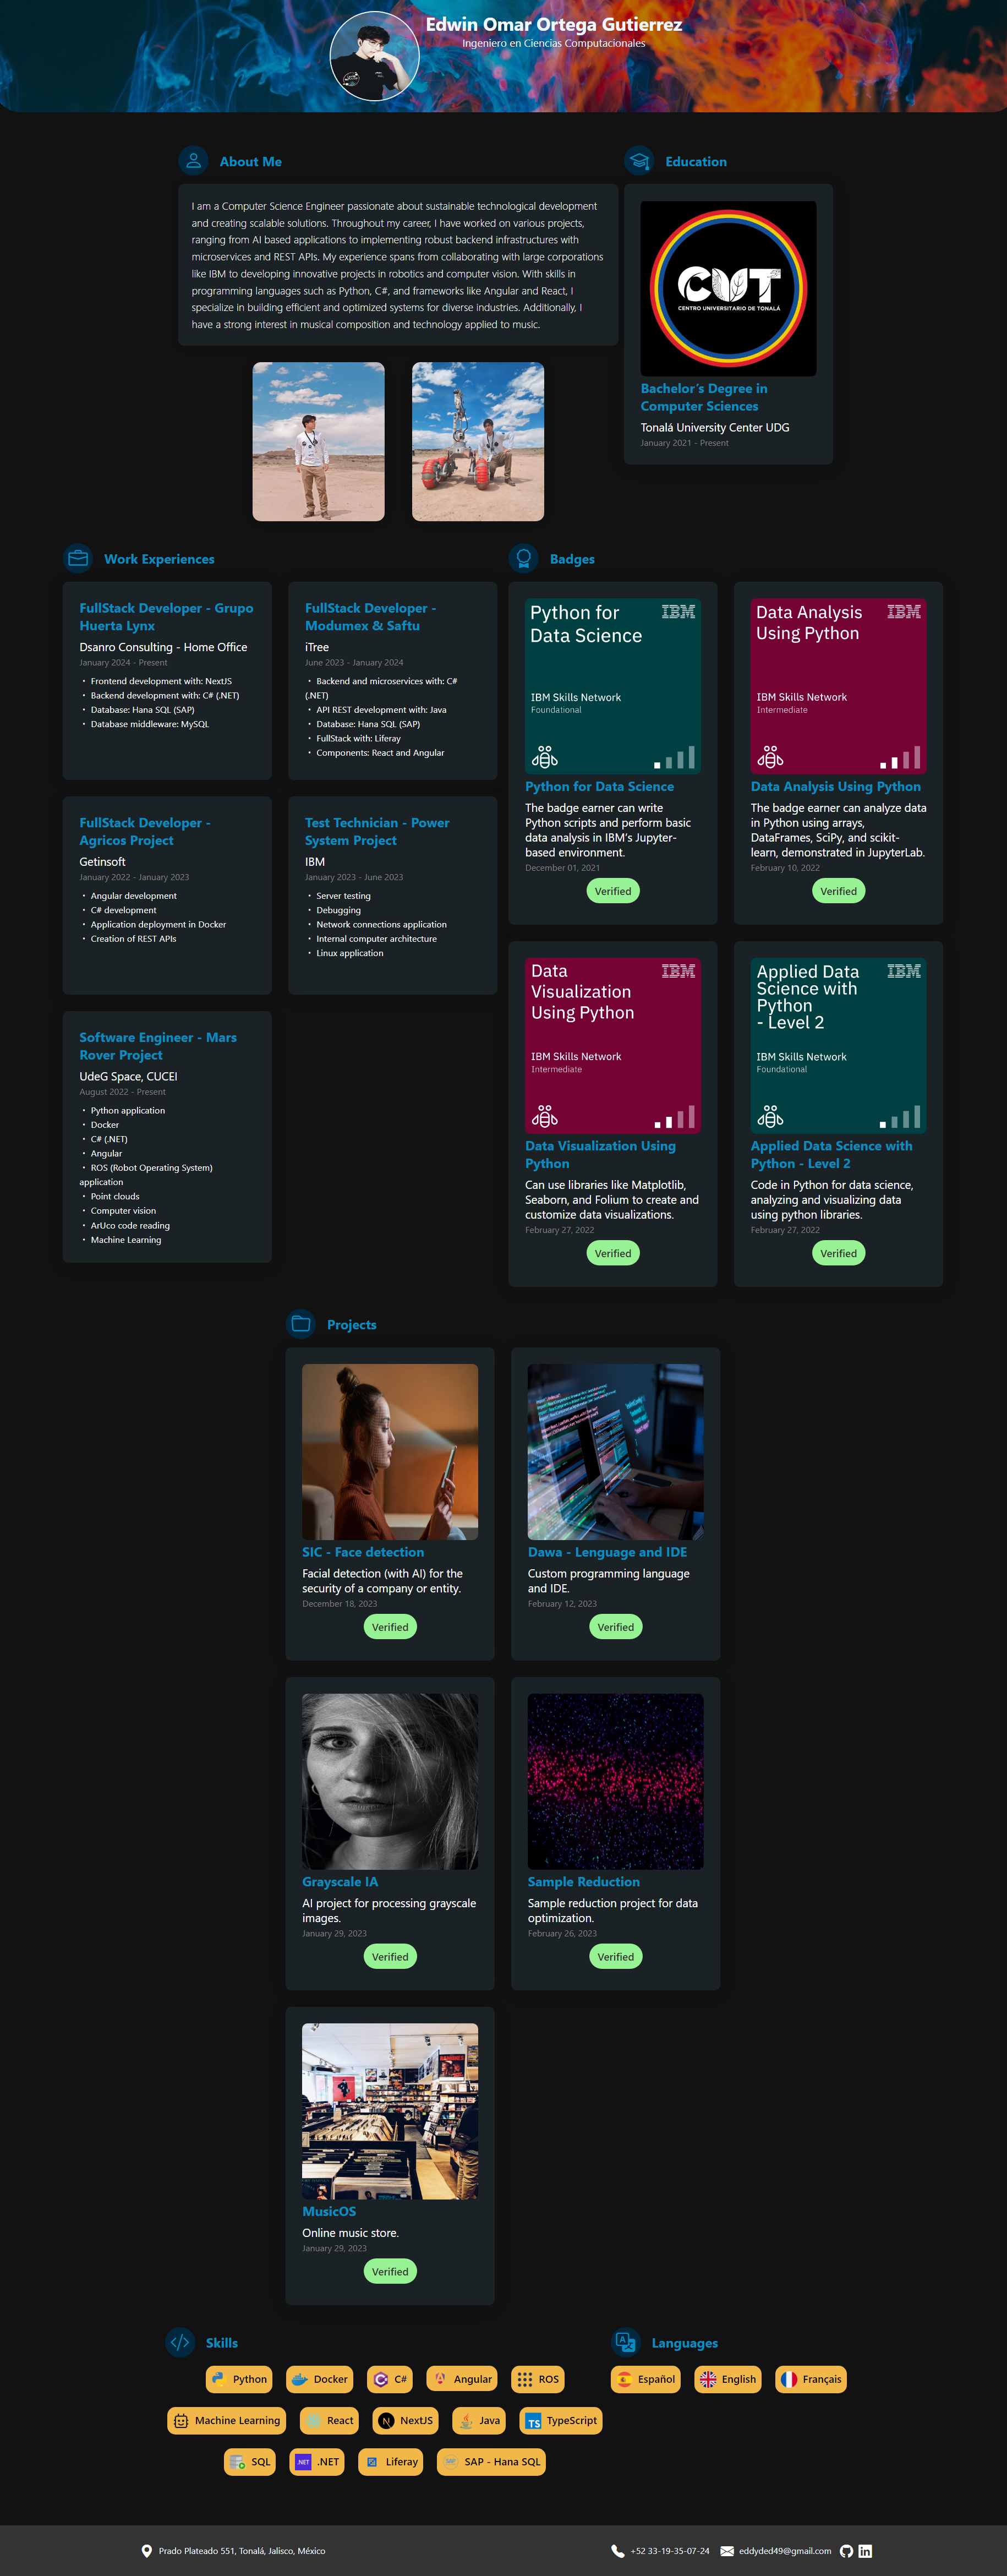 Edwin Omar Ortega Gutierrez
Ingeniero en Ciencias Computacionales
About Me
I am a Computer Science Engineer passionate about sustainable technological development
and creating scalable solutions. Throughout my career, I have worked on various projects,
ranging from AI based applications to implementing robust backend infrastructures with
microservices and REST APIs. My experience spans from collaborating with large corporations
like IBM to developing innovative projects in robotics and computer vision. With skills in
programming languages such as Python, C#, and frameworks like Angular and React, I
specialize in building efficient and optimized systems for diverse industries. Additionally, I
have a strong interest in musical composition and technology applied to music.
Education
CUT
CENTRO UNIVERSITARIO DE TONALÁ
Bachelor's Degree in
Computer Sciences
Tonalá University Center UDG
January 2021 - Present
Work Experiences
FullStack Developer - Grupo
Huerta Lynx
Dsanro Consulting - Home Office
January 2024 - Present
• Frontend development with: NextJS
• Backend development with: C# (.NET)
• Database: Hana SQL (SAP)
• Database middleware: MySQL
FullStack Developer -
Modumex & Saftu
iTree
June 2023 - January 2024
• Backend and microservices with: C#
(.NET)
• API REST development with: Java
• Database: Hana SQL (SAP)
• FullStack with: Liferay
• Components: React and Angular
FullStack Developer -
Agricos Project
Getinsoft
January 2022 - January 2023
• Angular development
• C# development
• Application deployment in Docker
• Creation of REST APIs
Test Technician - Power
System Project
IBM
January 2023 - June 2023
• Server testing
• Debugging
• Network connections application
• Internal computer architecture
• Linux application
Software Engineer - Mars
Rover Project
UdeG Space, CUCEI
August 2022 - Present
• Python application
• Docker
• C# (.NET)
• Angular
• ROS (Robot Operating System)
application
• Point clouds
• Computer vision
• ArUco code reading
• Machine Learning
Badges
Python for
Data Science
IBM
IBM Skills Network
Foundational
Python for Data Science
The badge earner can write
Python scripts and perform basic
data analysis in IBM's Jupyter-
based environment.
December 01, 2021
Verified
Data Analysis
Using Python
IBM
IBM Skills Network
Intermediate
Data Analysis Using Python
The badge earner can analyze data
in Python using arrays,
DataFrames, SciPy, and scikit-
learn, demonstrated in JupyterLab.
February 10, 2022
Verified
Data
Visualization
Using Python
IBM
IBM Skills Network
Intermediate
Data Visualization Using
Python
Can use libraries like Matplotlib,
Seaborn, and Folium to create and
customize data visualizations.
February 27, 2022
Verified
Applied Data
Science with
Python
- Level 2
IBM
IBM Skills Network
Foundational
Applied Data Science with
Python - Level 2
Code in Python for data science,
analyzing and visualizing data
using python libraries.
February 27, 2022
Verified
Projects
SIC - Face detection
Facial detection (with AI) for the
security of a company or entity.
December 18, 2023
Verified
Dawa - Lenguage and IDE
Custom programming language
and IDE.
February 12, 2023
Verified
Grayscale IA
AI project for processing grayscale
images.
January 29, 2023
Verified
Sample Reduction
Sample reduction project for data
optimization.
February 26, 2023
Verified
MusicOS
Online music store.
January 29, 2023
Verified
Skills
Python
Docker
C#
Angular
ROS
Machine Learning
React
NextJS
Java
TS
TypeScript
SQL
.NET
.NET
Liferay
SAP - Hana SQL
Languages
Español
English
Français
Prado Plateado 551, Tonalá, Jalisco, México
+52 33-19-35-07-24
eddyded49@gmail.com